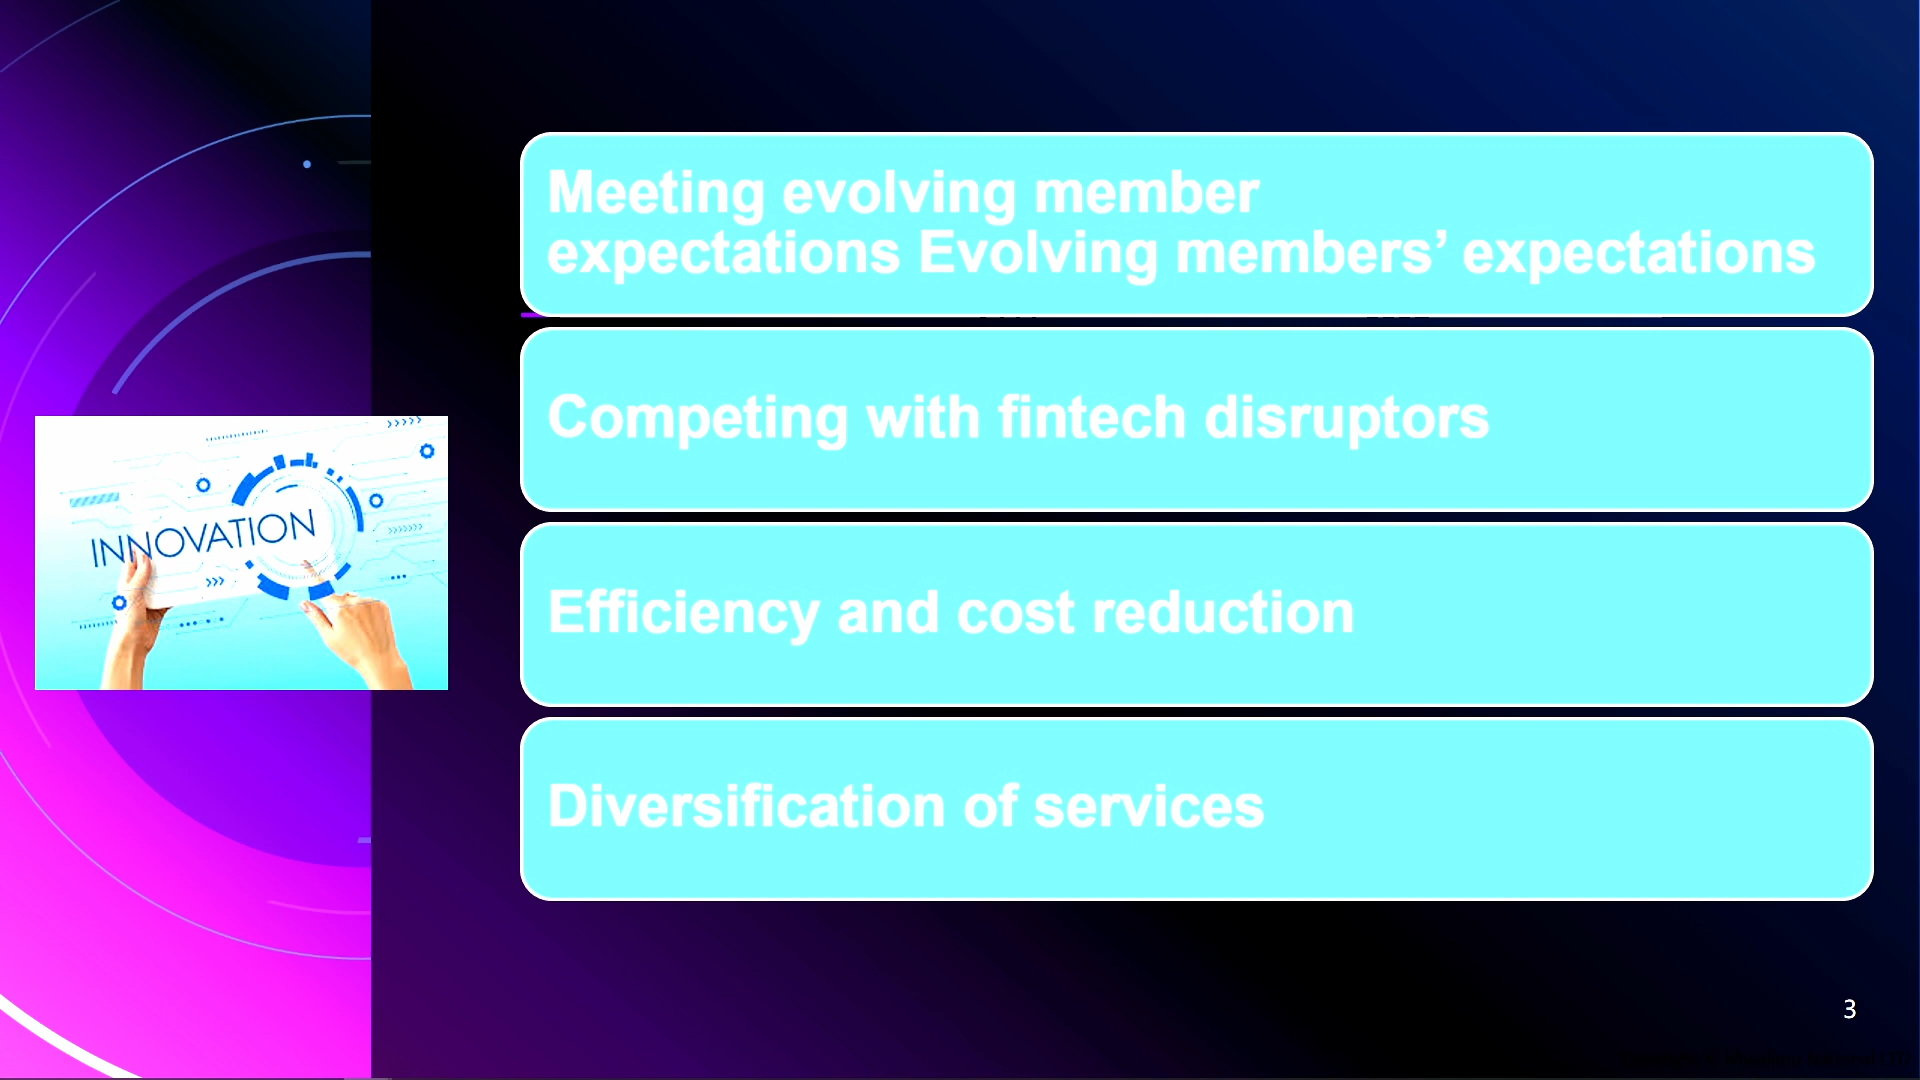 Meeting evolving member
expectations Evolving members’ expectations
Competing with fintech disruptors
INNOVATION
Efficiency and cost reduction
Diversification of services
3